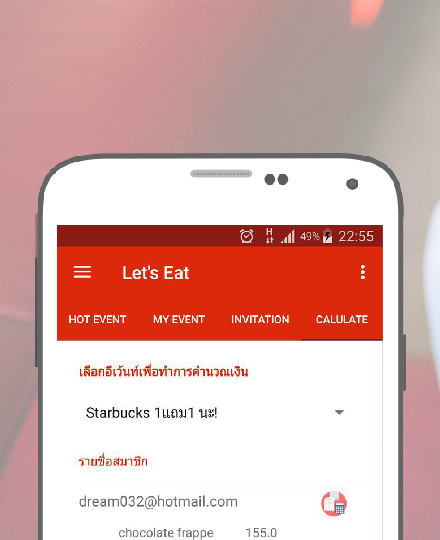 H 49% 22:55
Let's Eat
HOT EVENT MY EVENT INVITATION CALULATE
เลือกอีเว้นท์เพื่อทำการคำนวณเงิน
Starbucks 1แถม1 นะ!
รายชื่อสมาชิก
dream032@hotmail.com
chocolate frappe 155.0